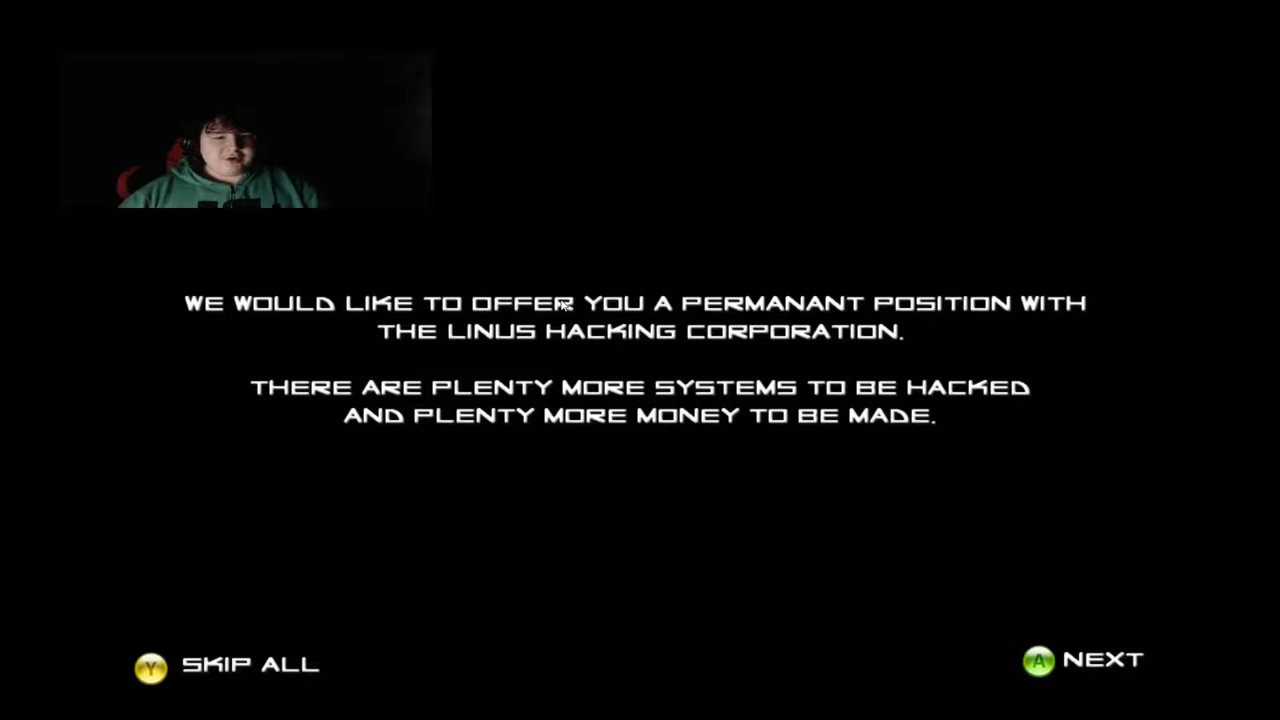 WE WOULD LIKE TO OFFER YOU A PERMANANT POSITION WITH
THE LINUS HACKING CORPORATION.
THERE ARE PLENTY MORE SYSTEMS TO BE HACKED
AND PLENTY MORE MONEY TO BE MADE.
Y SKIP ALL
A NEXT